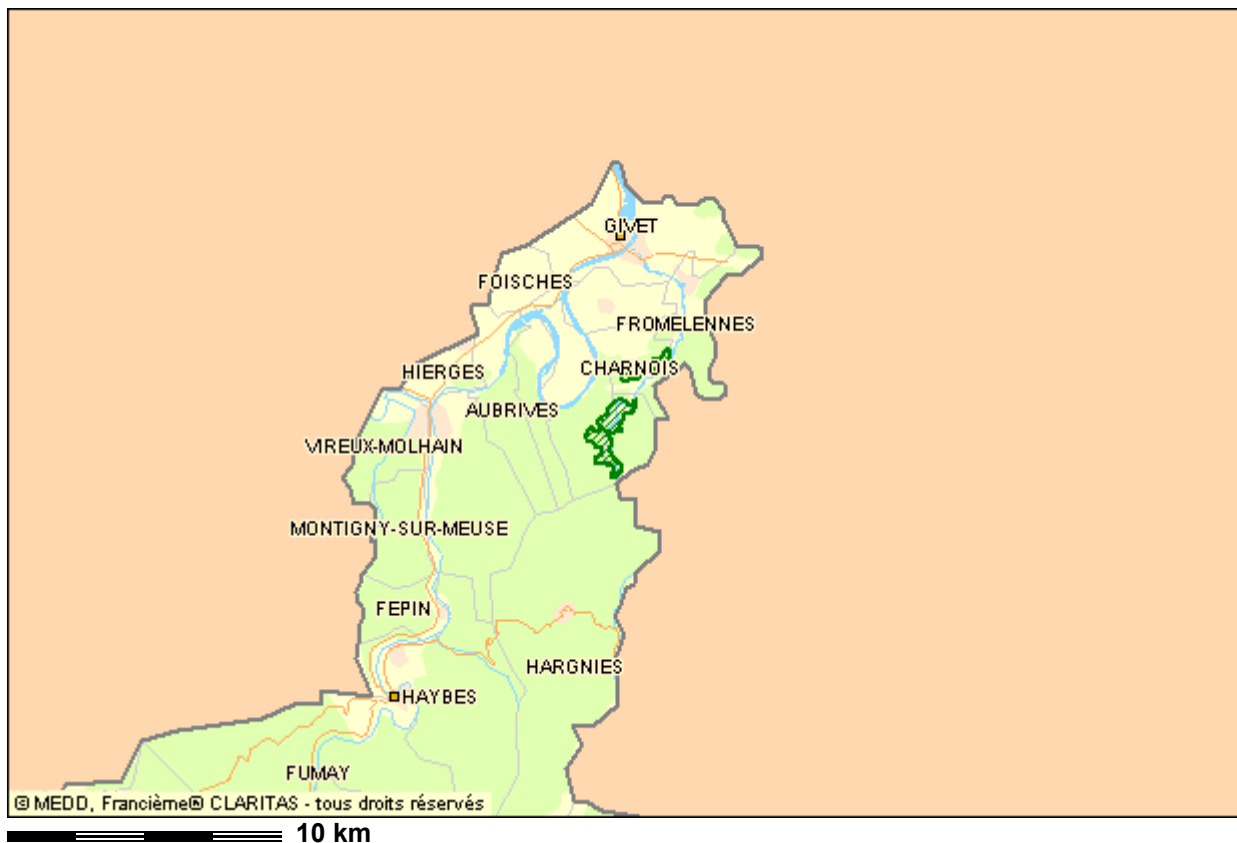 GIVET
FOISCHES
FROMELENNES
CHARNOIS
HIERGES
AUBRIVES
VIREUX-MOLHAIN
MONTIGNY-SUR-MEUSE
FEPIN
HARGNIES
HAYBES
FUMAY
© MEDD, Francième® CLARITAS - tous droits réservés
10 km